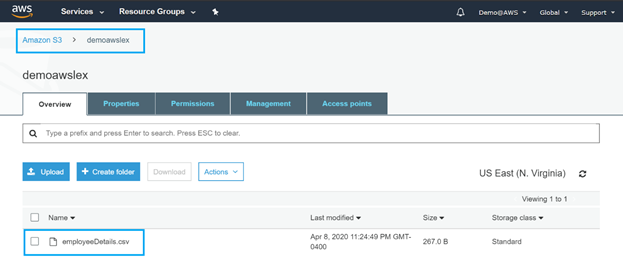 aws Services Resource Groups Demo@AWS Global Support
Amazon S3 > demoawslex
demoawslex
Overview Properties Permissions Management Access points
Type a prefix and press Enter to search. Press ESC to clear.
Upload + Create folder Download Actions US East (N. Virginia)
Viewing 1 to 1
Name Last modified Size Storage class
employeeDetails.csv Apr 8, 2020 11:24:49 PM GMT-0400 267.0 B Standard